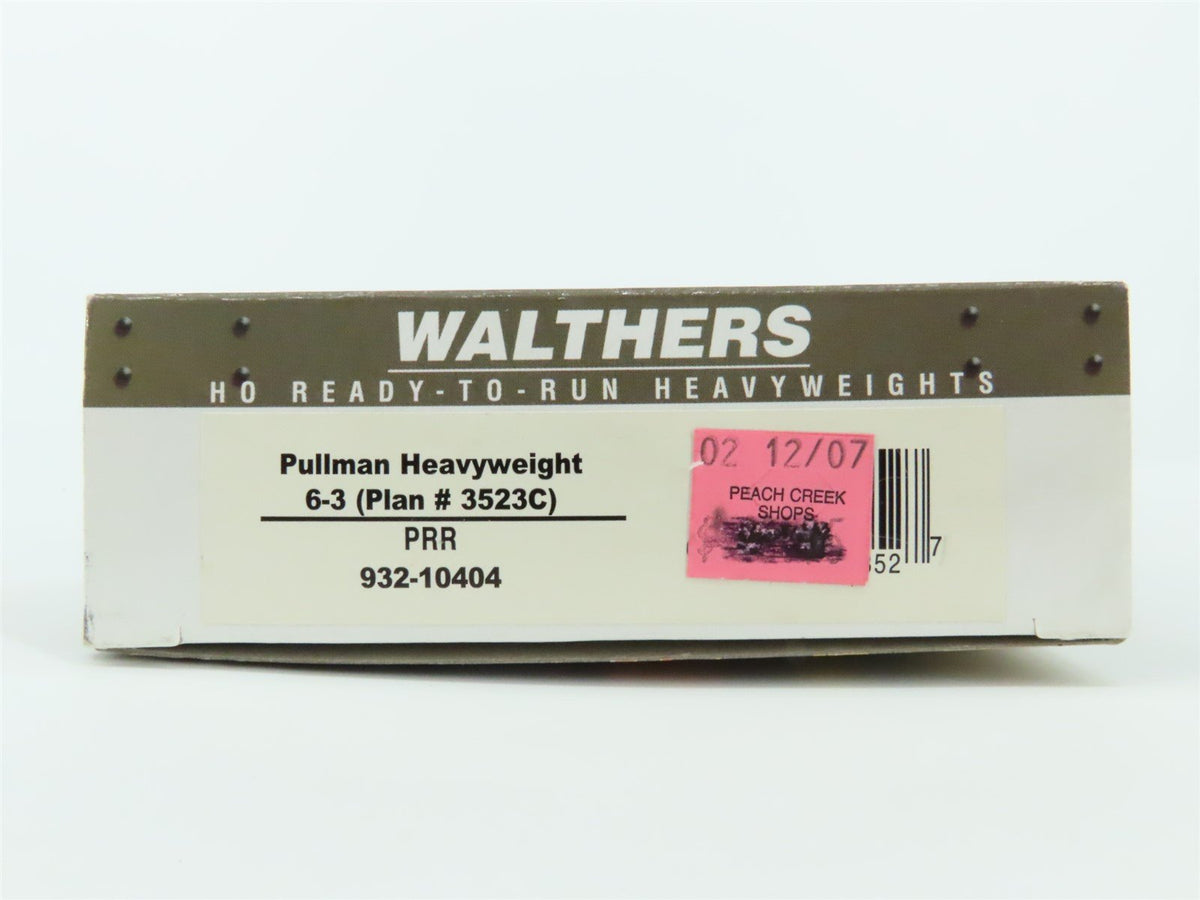 WALTHERS
HO READY-TO-RUN HEAVYWEIGHTS
Pullman Heavyweight
6-3 (Plan # 3523C)
PRR
932-10404
02 12/07
PEACH CREEK
SHOPS
52 7